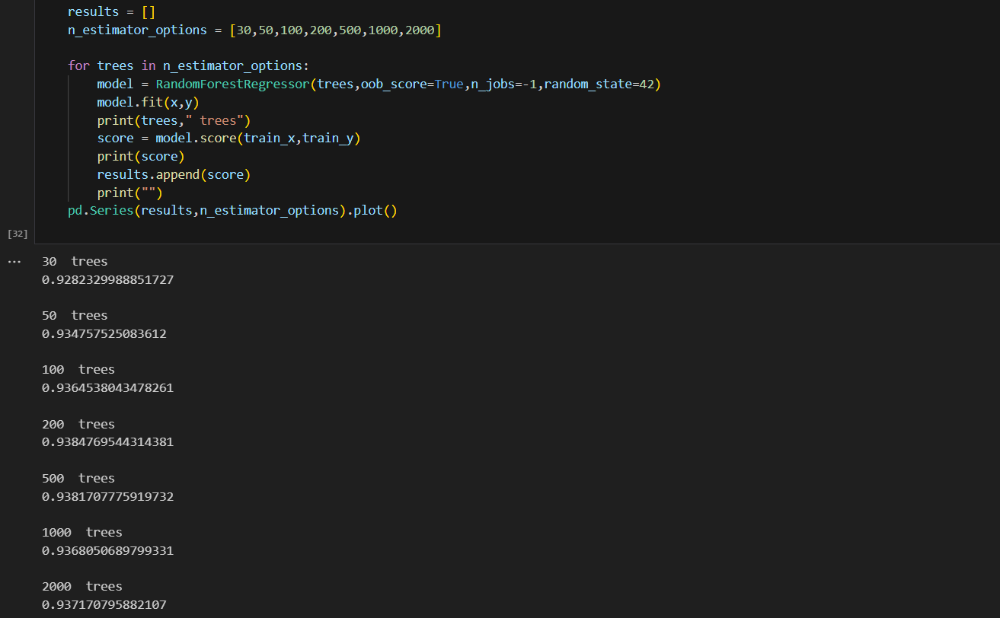 results = []
n_estimator_options = [30,50,100,200,500,1000,2000]
for trees in n_estimator_options:
    model = RandomForestRegressor(trees,oob_score=True,n_jobs=-1,random_state=42)
    model.fit(x,y)
    print(trees," trees")
    score = model.score(train_x,train_y)
    print(score)
    results.append(score)
    print("")
pd.Series(results,n_estimator_options).plot()
[32]
...
30  trees
0.9282329988851727
50  trees
0.934757525083612
100  trees
0.9364538043478261
200  trees
0.9384769544314381
500  trees
0.9381707775919732
1000  trees
0.9368050689799331
2000  trees
0.937170795882107